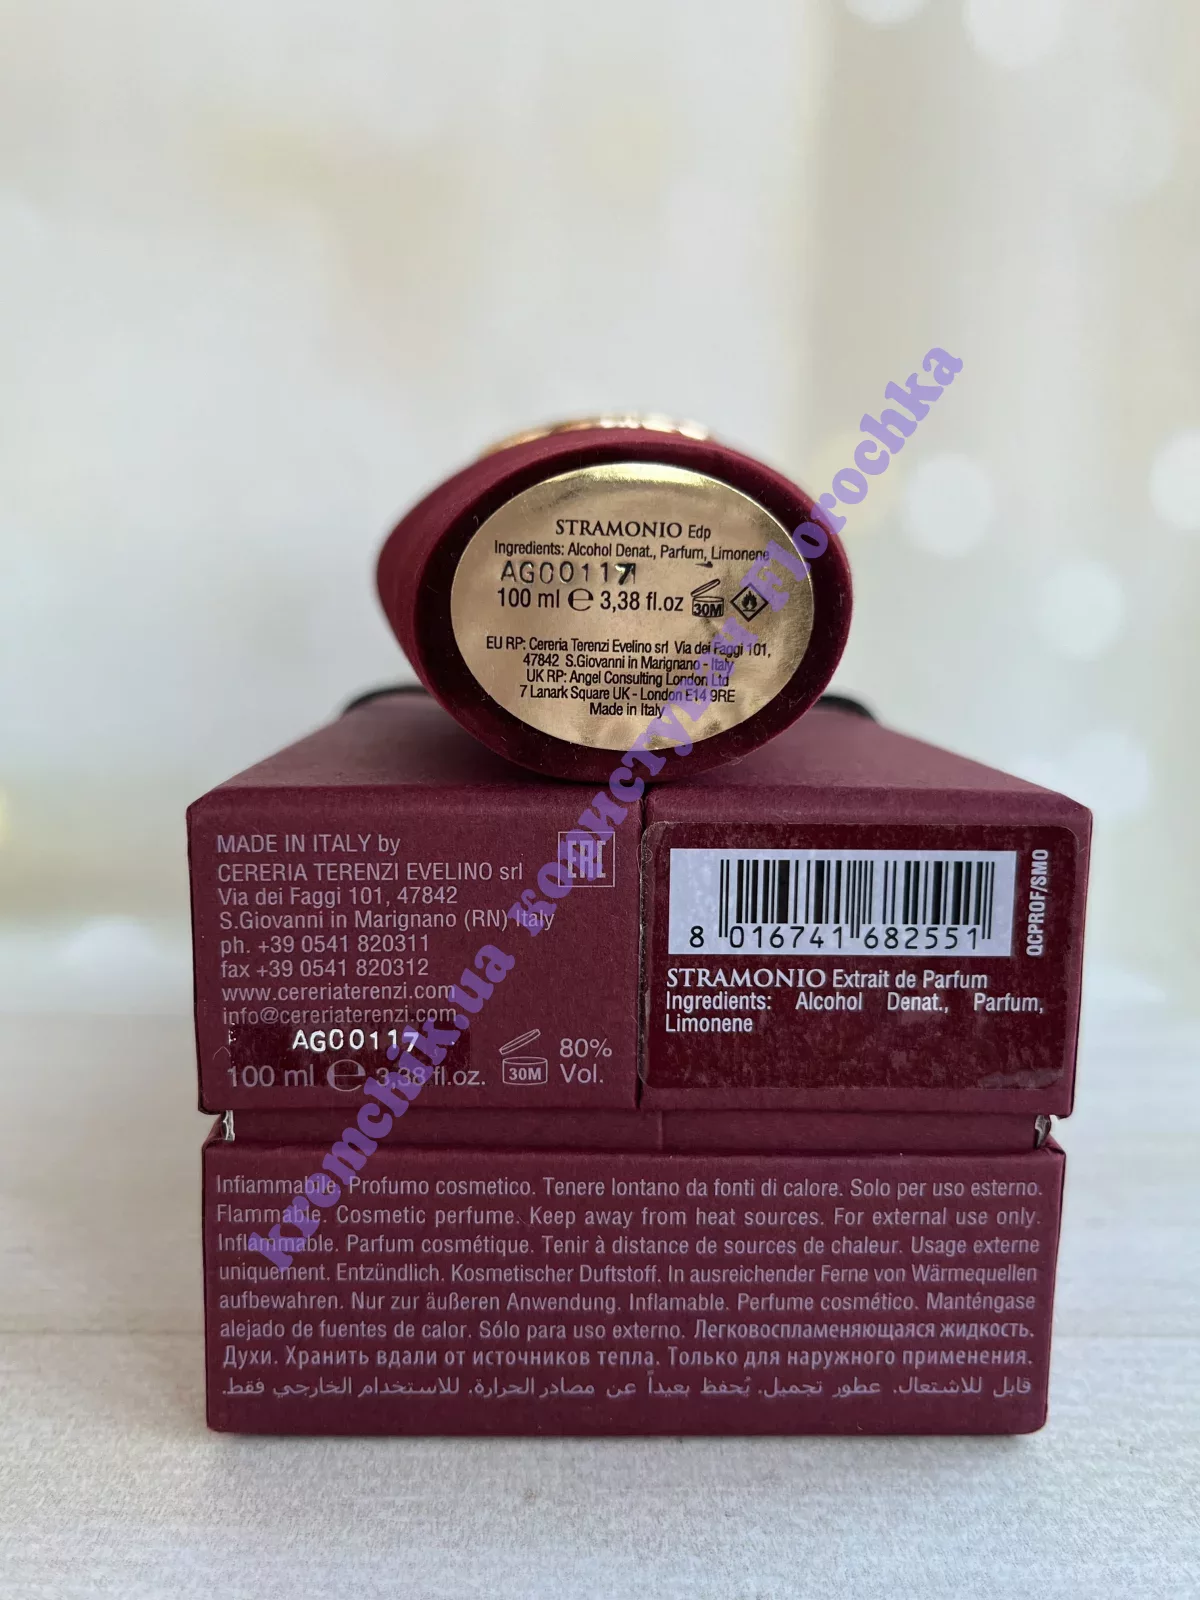 STRAMONIO Edp
Ingredients: Alcohol Denat., Parfum, Limonene
AG00117
100 ml ℮ 3,38 fl.oz 30M
EU RP: Cereria Terenzi Evelino srl Via dei Faggi 101,
47842 S.Giovanni in Marignano - Italy
UK RP: Angel Consulting London Ltd
7 Lanark Square UK - London E14 9RE
Made in Italy
MADE IN ITALY by
CERERIA TERENZI EVELINO srl
Via dei Faggi 101, 47842
S.Giovanni in Marignano (RN) Italy
ph. +39 0541 820311
fax +39 0541 820312
www.cereriaterenzi.com
info@cereriaterenzi.com
AG00117
100 ml ℮ 3,38 fl.oz. 30M
80%
Vol.
EAC
8 016741 682551
QCPROF/SMO
STRAMONIO Extrait de Parfum
Ingredients: Alcohol Denat., Parfum,
Limonene
Infiammabile. Profumo cosmetico. Tenere lontano da fonti di calore. Solo per uso esterno.
Flammable. Cosmetic perfume. Keep away from heat sources. For external use only.
Inflammable. Parfum cosmétique. Tenir à distance de sources de chaleur. Usage externe
uniquement. Entzündlich. Kosmetischer Duftstoff. In ausreichender Ferne von Wärmequellen
aufbewahren. Nur zur äußeren Anwendung. Inflamable. Perfume cosmético. Manténgase
alejado de fuentes de calor. Sólo para uso externo. Легковоспламеняющаяся жидкость.
Духи. Хранить вдали от источников тепла. Только для наружного применения.
قابل للاشتعال. عطور تجميل. يُحفظ بعيداً عن مصادر الحرارة. للاستخدام الخارجي فقط.
kremchik.ua користувач Florochka